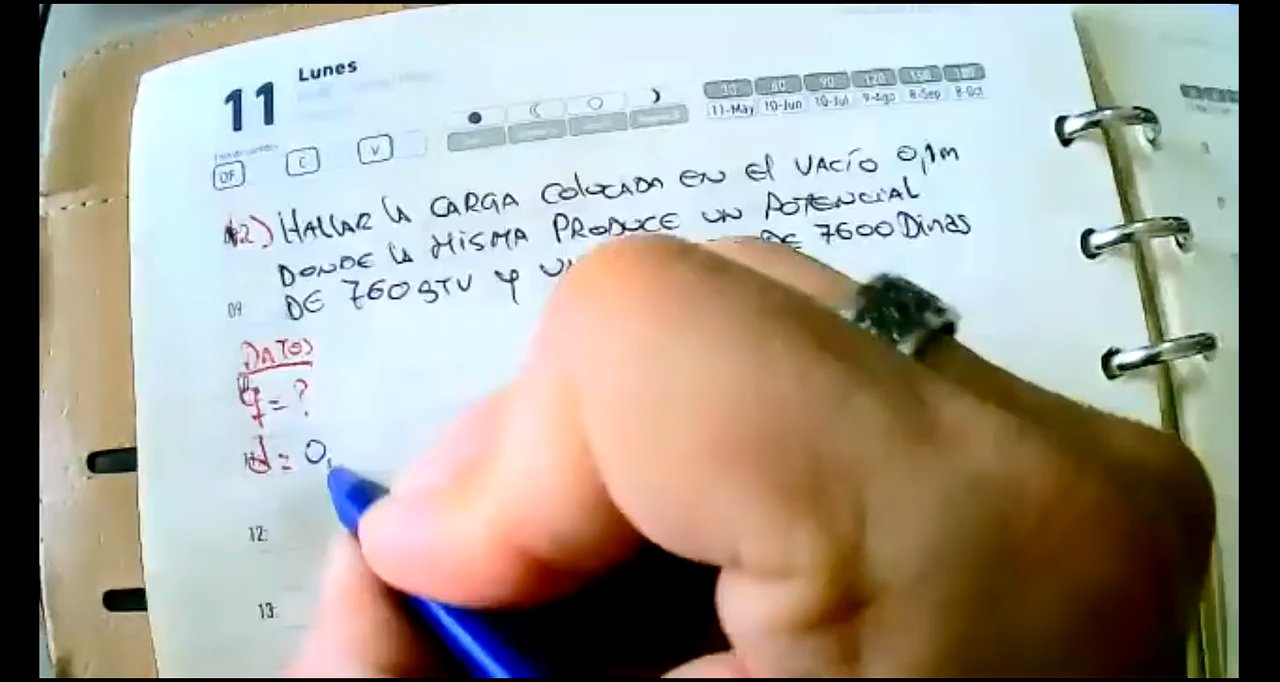 Lunes
11
30 60 90 120 150 180
11-May 10-Jun 10-Jul 9-Ago 8-Sep 8-Oct
OF C V
12) HALLAR LA CARGA COLOCADA EN EL VACÍO 0,1m
DONDE LA MISMA PRODUCE UN POTENCIAL
DE 760 STV Y DE 7600 Dinas
09
DATOS
q = ?
d = 0,
12:
13: